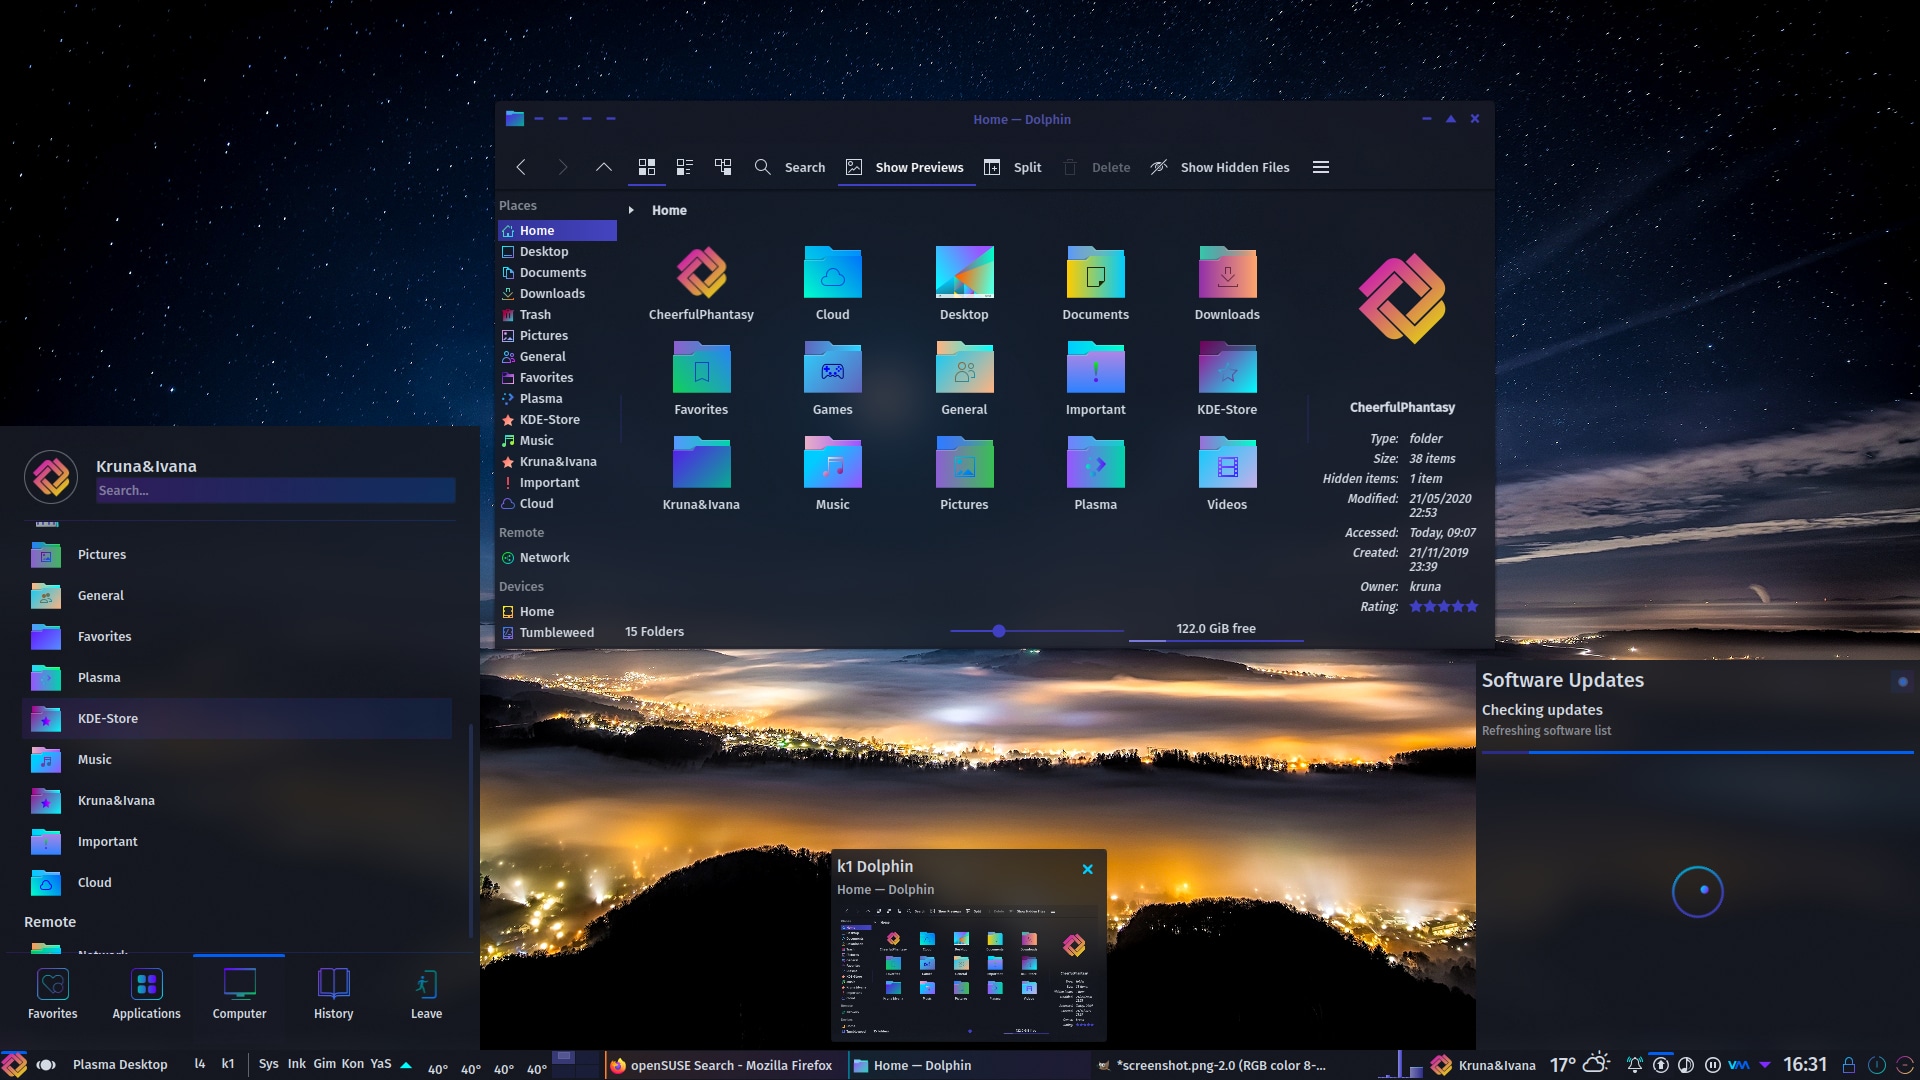 Home — Dolphin
Search
Show Previews
Split
Delete
Show Hidden Files
Places
Home
Desktop
Documents
Downloads
Trash
Pictures
General
Favorites
Plasma
KDE-Store
Music
Kruna&Ivana
Important
Cloud
Remote
Network
Devices
Home
Tumbleweed
Home
CheerfulPhantasy
Cloud
Desktop
Documents
Downloads
Favorites
Games
General
Important
KDE-Store
Kruna&Ivana
Music
Pictures
Plasma
Videos
15 Folders
122.0 GiB free
CheerfulPhantasy
Type: folder
Size: 38 items
Hidden items: 1 item
Modified: 21/05/2020
22:53
Accessed: Today, 09:07
Created: 21/11/2019
23:39
Owner: kruna
Rating:
Kruna&Ivana
Search...
Pictures
General
Favorites
Plasma
KDE-Store
Music
Kruna&Ivana
Important
Cloud
Remote
Network
Favorites
Applications
Computer
History
Leave
Software Updates
Checking updates
Refreshing software list
k1 Dolphin
Home — Dolphin
Plasma Desktop
l4 k1
Sys Ink Gim Kon YaS
40° 40° 40° 40°
openSUSE Search - Mozilla Firefox
Home — Dolphin
*screenshot.png-2.0 (RGB color 8-...
Kruna&Ivana
17°
16:31